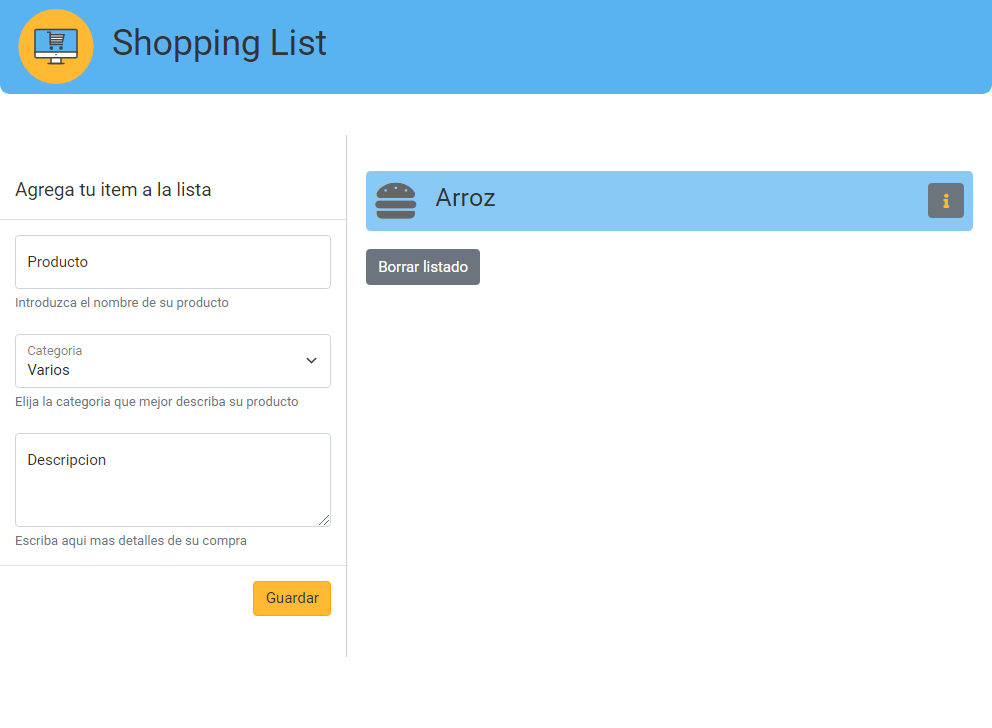 Shopping List
Agrega tu item a la lista
Producto
Introduzca el nombre de su producto
Categoria
Varios
Elija la categoria que mejor describa su producto
Descripcion
Escriba aqui mas detalles de su compra
Guardar
Arroz
i
Borrar listado